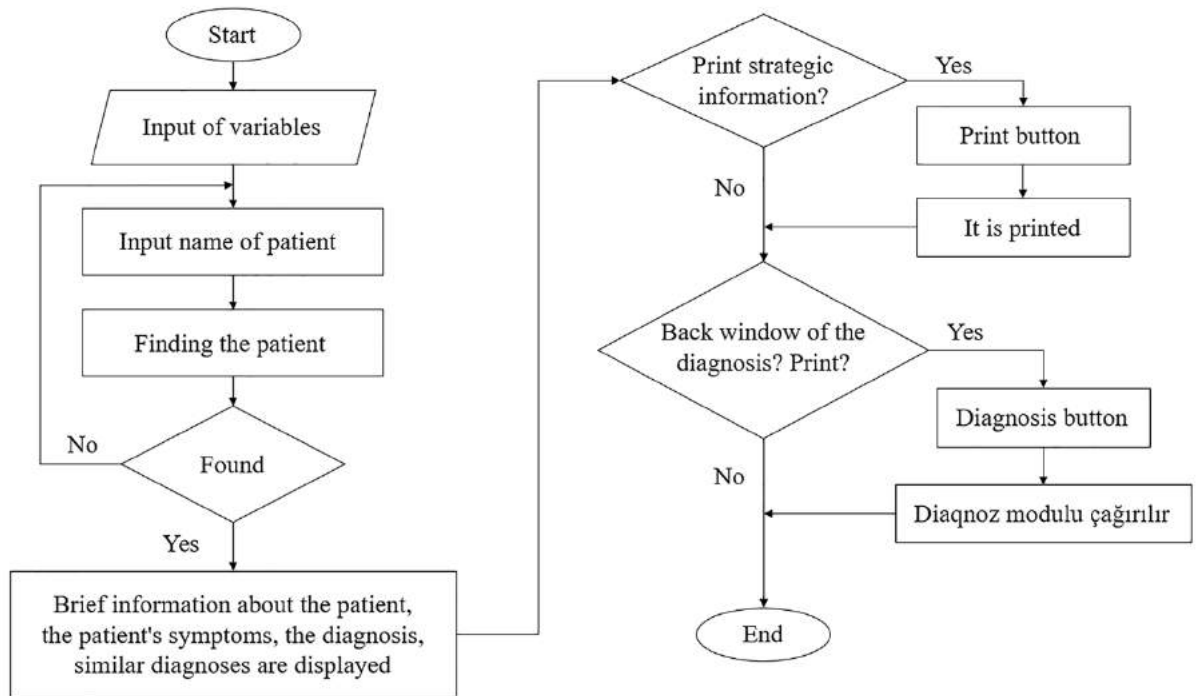 Start
Input of variables
Input name of patient
Finding the patient
No
Found
Yes
Brief information about the patient,
the patient's symptoms, the diagnosis,
similar diagnoses are displayed
Print strategic
information?
Yes
Print button
No
It is printed
Back window of the
diagnosis? Print?
Yes
Diagnosis button
No
Diaqnoz modulu çağırılır
End